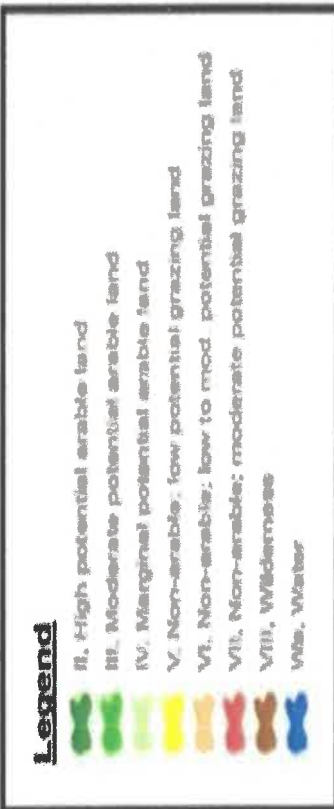 Legend
II. High potential arable land
III. Moderate potential arable land
IV. Marginal potential arable land
V. Non-arable; low potential grazing land
VI. Non-arable; low to mod. potential grazing land
VII. Non-arable; moderate potential grazing land
VIII. Wilderness
Wa. Water